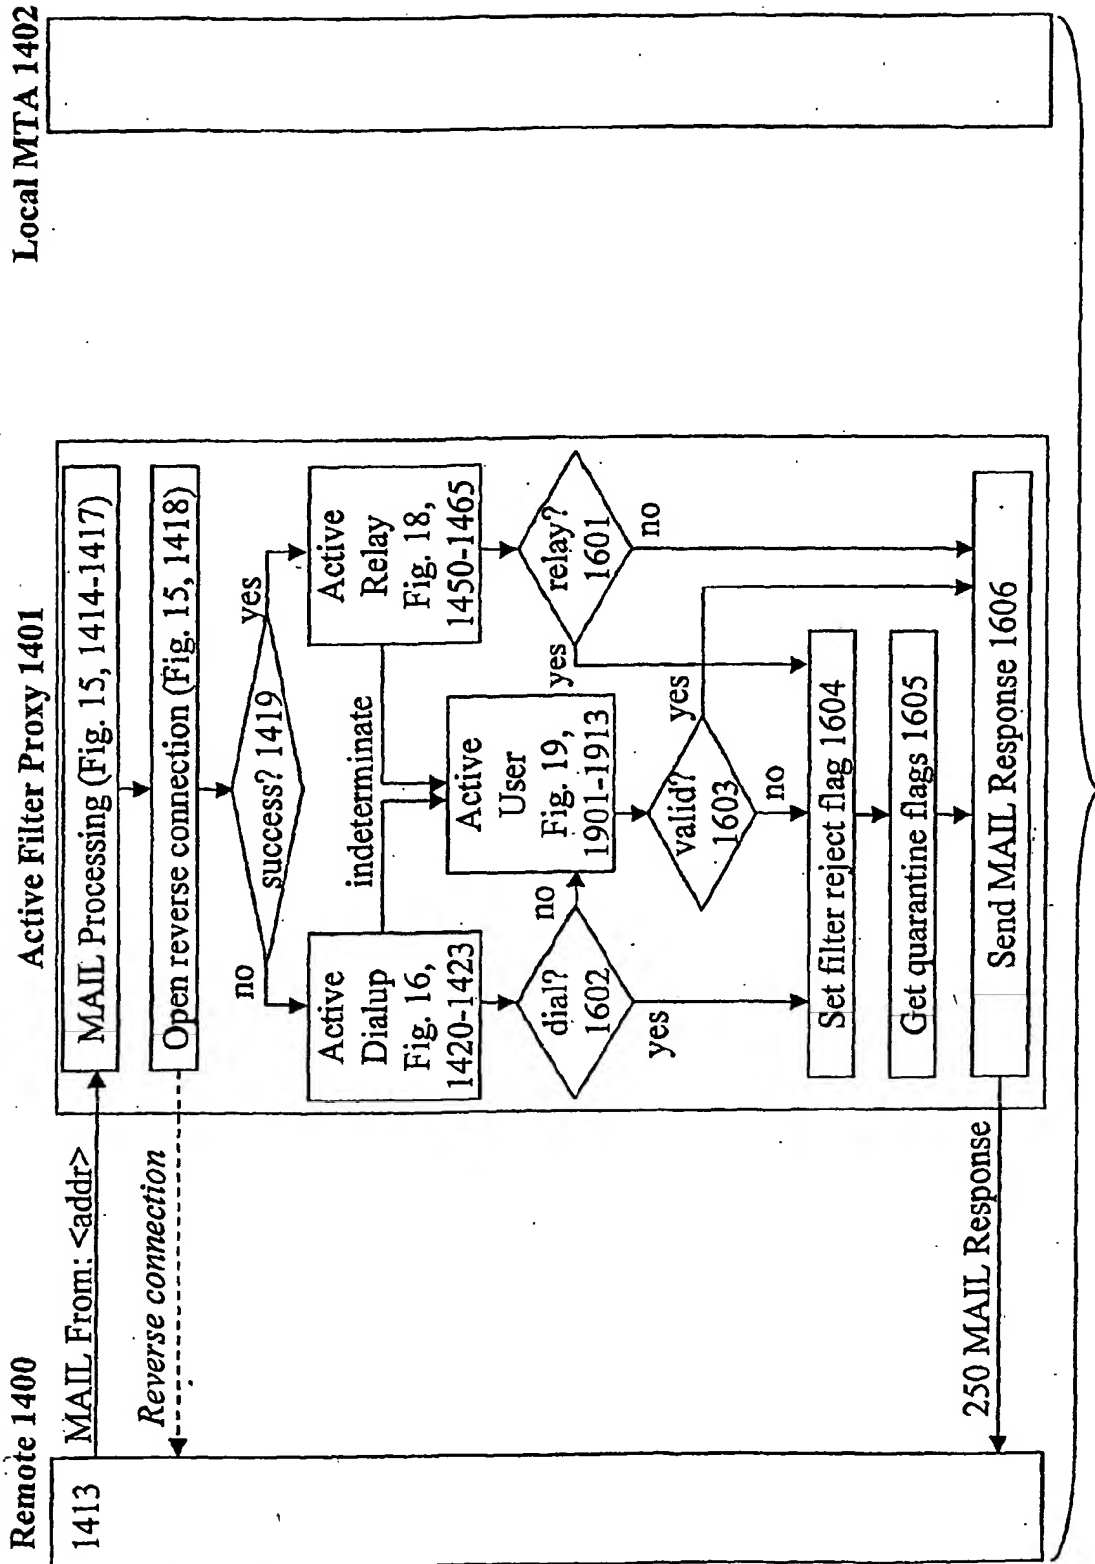 Remote 1400
Active Filter Proxy 1401
Local MTA 1402
1413
MAIL From: <addr>
MAIL Processing (Fig. 15, 1414-1417)
Reverse connection
Open reverse connection (Fig. 15, 1418)
success? 1419
no
yes
Active
Dialup
Fig. 16,
1420-1423
indeterminate
Active
Relay
Fig. 18,
1450-1465
Active
User
Fig. 19,
1901-1913
dial?
1602
no
yes
relay?
1601
yes
no
valid?
1603
yes
no
Set filter reject flag 1604
Get quarantine flags 1605
Send MAIL Response 1606
250 MAIL Response